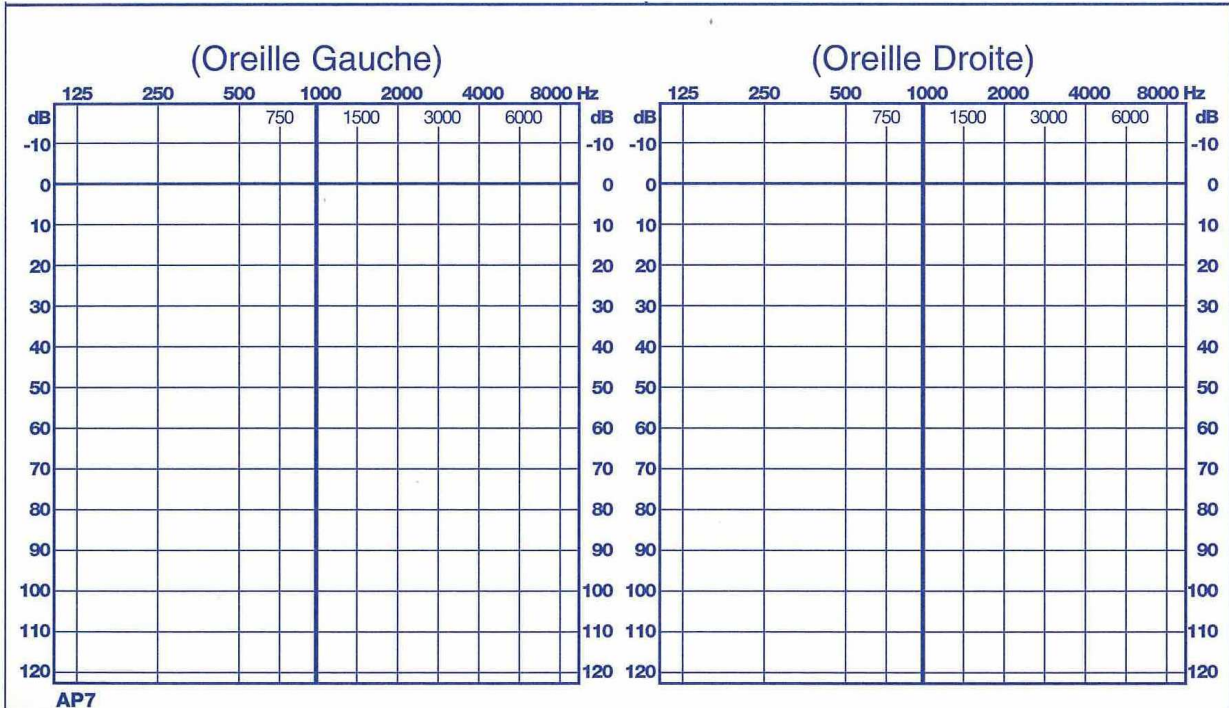 (Oreille Gauche) (Oreille Droite)
125 250 500 1000 2000 4000 8000 Hz 125 250 500 1000 2000 4000 8000 Hz
dB 750 1500 3000 6000 dB dB 750 1500 3000 6000 dB
-10 -10 -10 -10
0 0 0 0
10 10 10 10
20 20 20 20
30 30 30 30
40 40 40 40
50 50 50 50
60 60 60 60
70 70 70 70
80 80 80 80
90 90 90 90
100 100 100 100
110 110 110 110
120 120 120 120
AP7